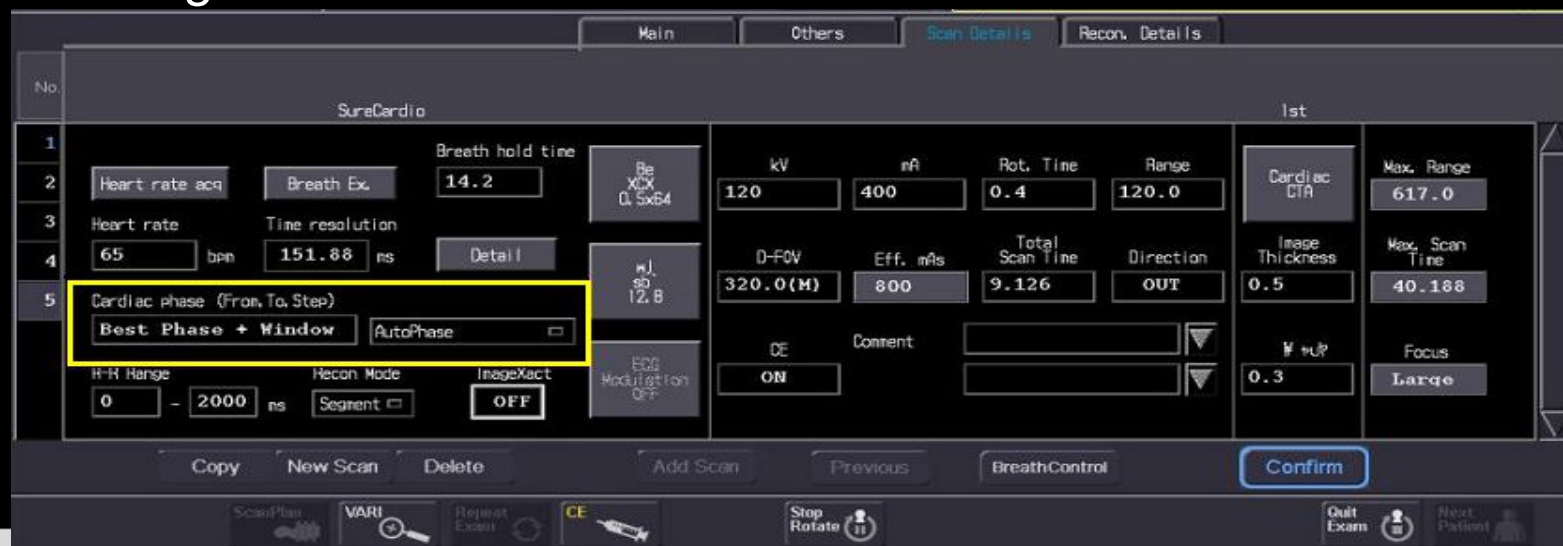 Main Others Scan Details Recon. Details
No.
SureCardio 1st
1
2
3
4
5
Breath hold time
Heart rate acq Breath Ex. 14.2
Heart rate Time resolution
65 bpm 151.88 ms Detail
Cardiac phase (From.To.Step)
Best Phase + Window AutoPhase
R-R Range Recon Mode ImageXact
0 - 2000 ms Segment OFF
Be
XCX
0.5x64
12.8
ECG
Modulation
OFF
kV mA Rot. Time Range
120 400 0.4 120.0
D-FOV Eff. mAs Total Scan Time Direction
320.0(M) 800 9.126 OUT
CE Comment
ON
Cardiac
CTA
Image
Thickness
0.5
0.3
Max. Range
617.0
Max. Scan
Time
40.188
Focus
Large
Copy New Scan Delete Add Scan Previous BreathControl Confirm
ScanPlan VARI Repeat Exam CE Stop Rotate Quit Exam Next Patient